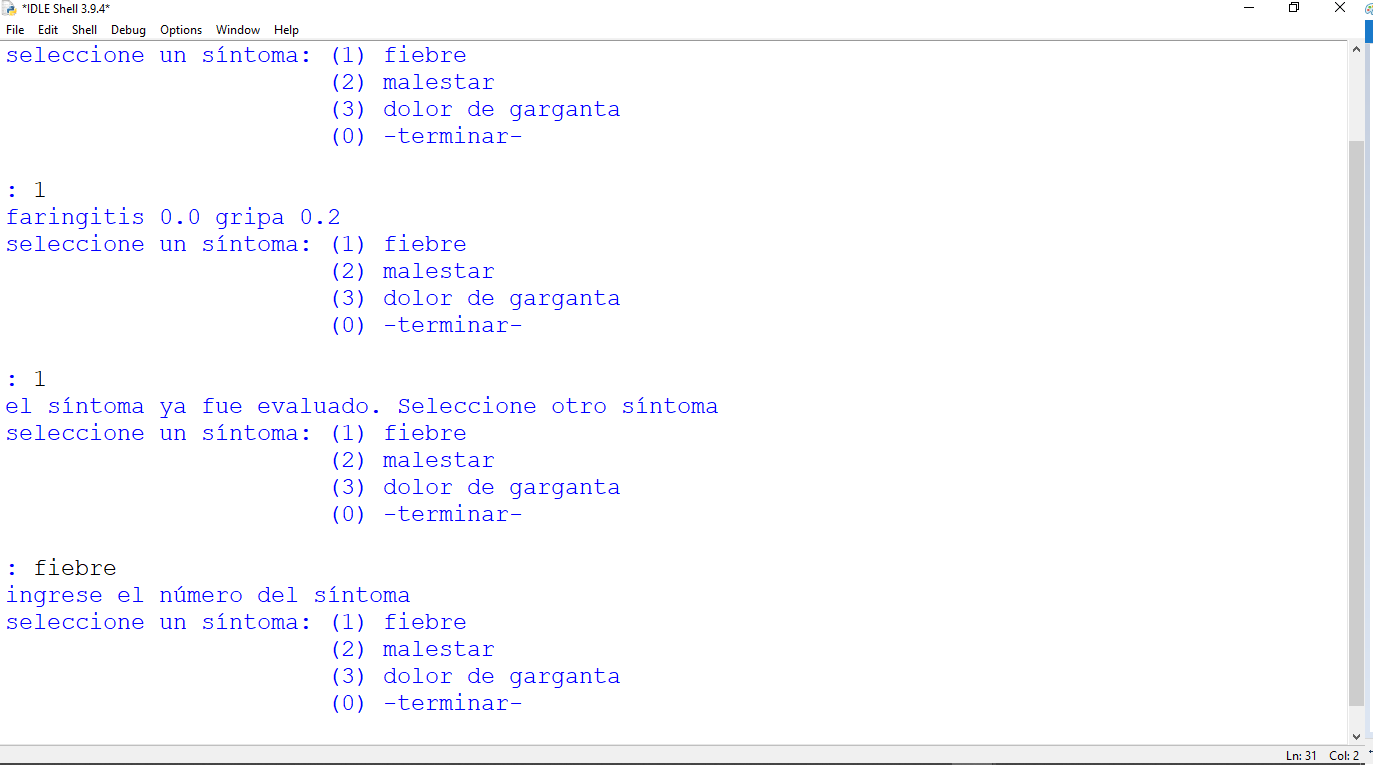 *IDLE Shell 3.9.4*
File Edit Shell Debug Options Window Help
seleccione un síntoma: (1) fiebre
(2) malestar
(3) dolor de garganta
(0) -terminar-
: 1
faringitis 0.0 gripa 0.2
seleccione un síntoma: (1) fiebre
(2) malestar
(3) dolor de garganta
(0) -terminar-
: 1
el síntoma ya fue evaluado. Seleccione otro síntoma
seleccione un síntoma: (1) fiebre
(2) malestar
(3) dolor de garganta
(0) -terminar-
: fiebre
ingrese el número del síntoma
seleccione un síntoma: (1) fiebre
(2) malestar
(3) dolor de garganta
(0) -terminar-
Ln: 31 Col: 2